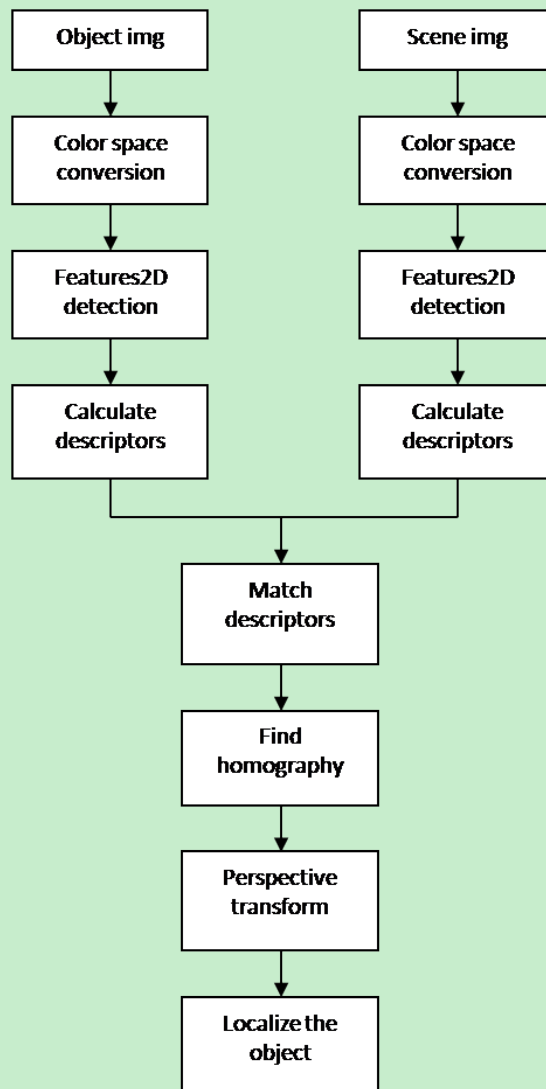 Object img
Scene img
Color space
conversion
Color space
conversion
Features2D
detection
Features2D
detection
Calculate
descriptors
Calculate
descriptors
Match
descriptors
Find
homography
Perspective
transform
Localize the
object